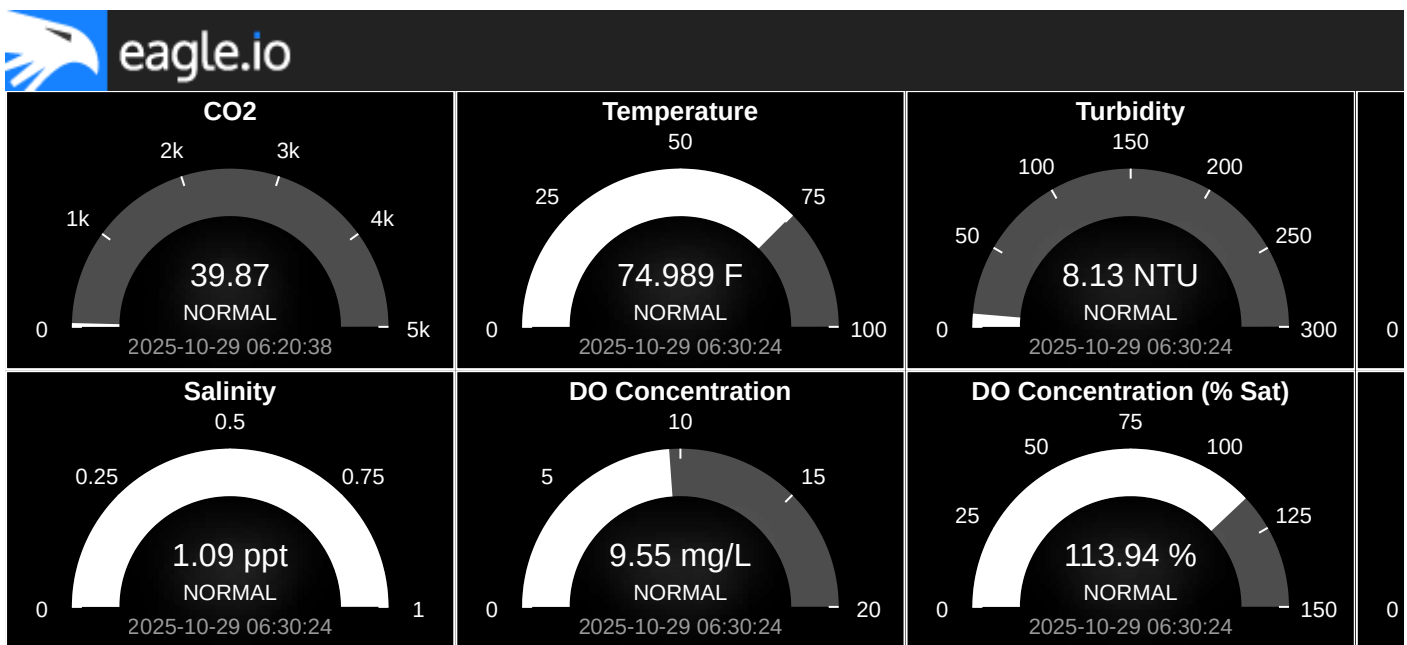 eagle.io
CO2
2k
3k
1k
4k
39.87
NORMAL
0
5k
2025-10-29 06:20:38
Temperature
50
25
75
74.989 F
NORMAL
0
100
2025-10-29 06:30:24
Turbidity
150
100
200
50
250
8.13 NTU
NORMAL
0
300
2025-10-29 06:30:24
0
Salinity
0.5
0.25
0.75
1.09 ppt
NORMAL
0
1
2025-10-29 06:30:24
DO Concentration
10
5
15
9.55 mg/L
NORMAL
0
20
2025-10-29 06:30:24
DO Concentration (% Sat)
75
50
100
25
125
113.94 %
NORMAL
0
150
2025-10-29 06:30:24
0